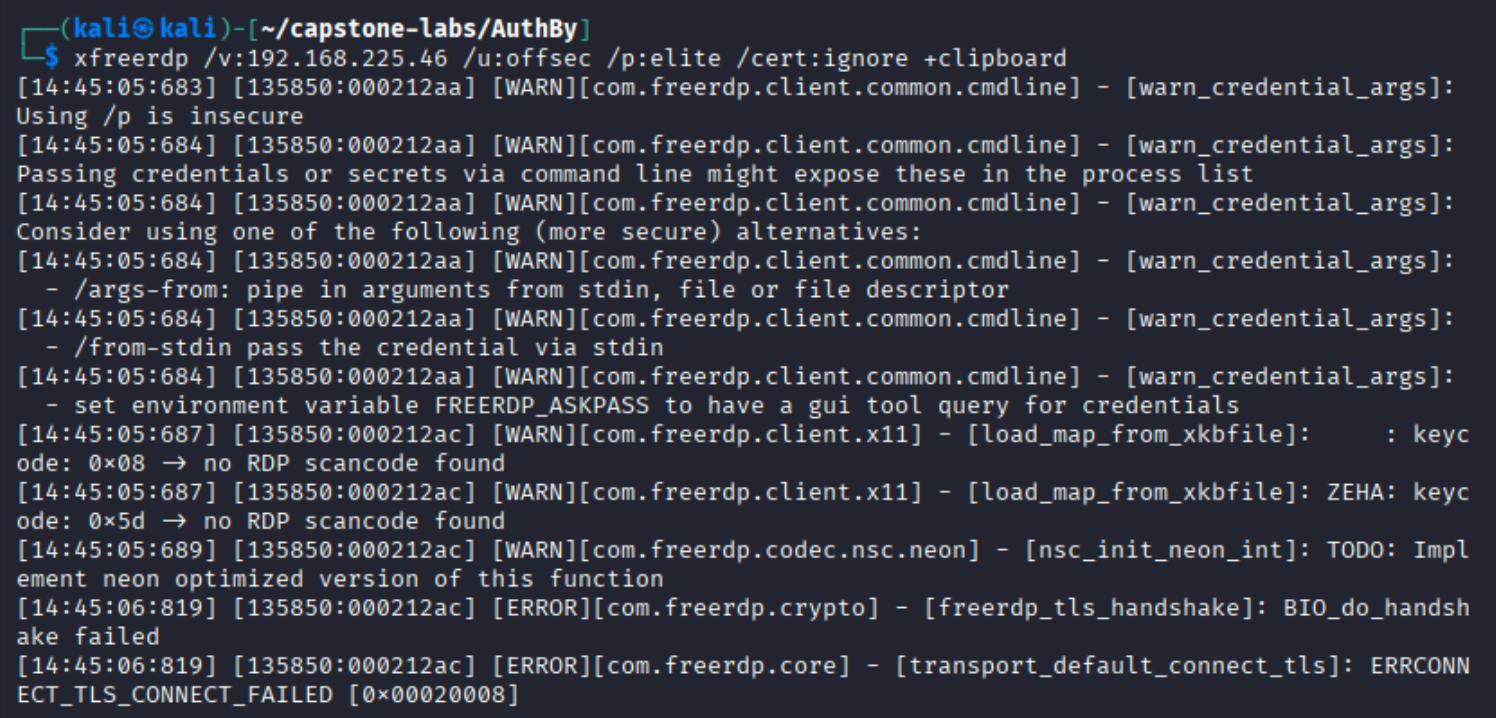 ┌──(kali㉿kali)-[~/capstone-labs/AuthBy]
└─$ xfreerdp /v:192.168.225.46 /u:offsec /p:elite /cert:ignore +clipboard
[14:45:05:683] [135850:000212aa] [WARN][com.freerdp.client.common.cmdline] - [warn_credential_args]:
Using /p is insecure
[14:45:05:684] [135850:000212aa] [WARN][com.freerdp.client.common.cmdline] - [warn_credential_args]:
Passing credentials or secrets via command line might expose these in the process list
[14:45:05:684] [135850:000212aa] [WARN][com.freerdp.client.common.cmdline] - [warn_credential_args]:
Consider using one of the following (more secure) alternatives:
[14:45:05:684] [135850:000212aa] [WARN][com.freerdp.client.common.cmdline] - [warn_credential_args]:
  - /args-from: pipe in arguments from stdin, file or file descriptor
[14:45:05:684] [135850:000212aa] [WARN][com.freerdp.client.common.cmdline] - [warn_credential_args]:
  - /from-stdin pass the credential via stdin
[14:45:05:684] [135850:000212aa] [WARN][com.freerdp.client.common.cmdline] - [warn_credential_args]:
  - set environment variable FREERDP_ASKPASS to have a gui tool query for credentials
[14:45:05:687] [135850:000212ac] [WARN][com.freerdp.client.x11] - [load_map_from_xkbfile]:     : keyc
ode: 0×08 → no RDP scancode found
[14:45:05:687] [135850:000212ac] [WARN][com.freerdp.client.x11] - [load_map_from_xkbfile]: ZEHA: keyc
ode: 0×5d → no RDP scancode found
[14:45:05:689] [135850:000212ac] [WARN][com.freerdp.codec.nsc.neon] - [nsc_init_neon_int]: TODO: Impl
ement neon optimized version of this function
[14:45:06:819] [135850:000212ac] [ERROR][com.freerdp.crypto] - [freerdp_tls_handshake]: BIO_do_handsh
ake failed
[14:45:06:819] [135850:000212ac] [ERROR][com.freerdp.core] - [transport_default_connect_tls]: ERRCONN
ECT_TLS_CONNECT_FAILED [0×00020008]